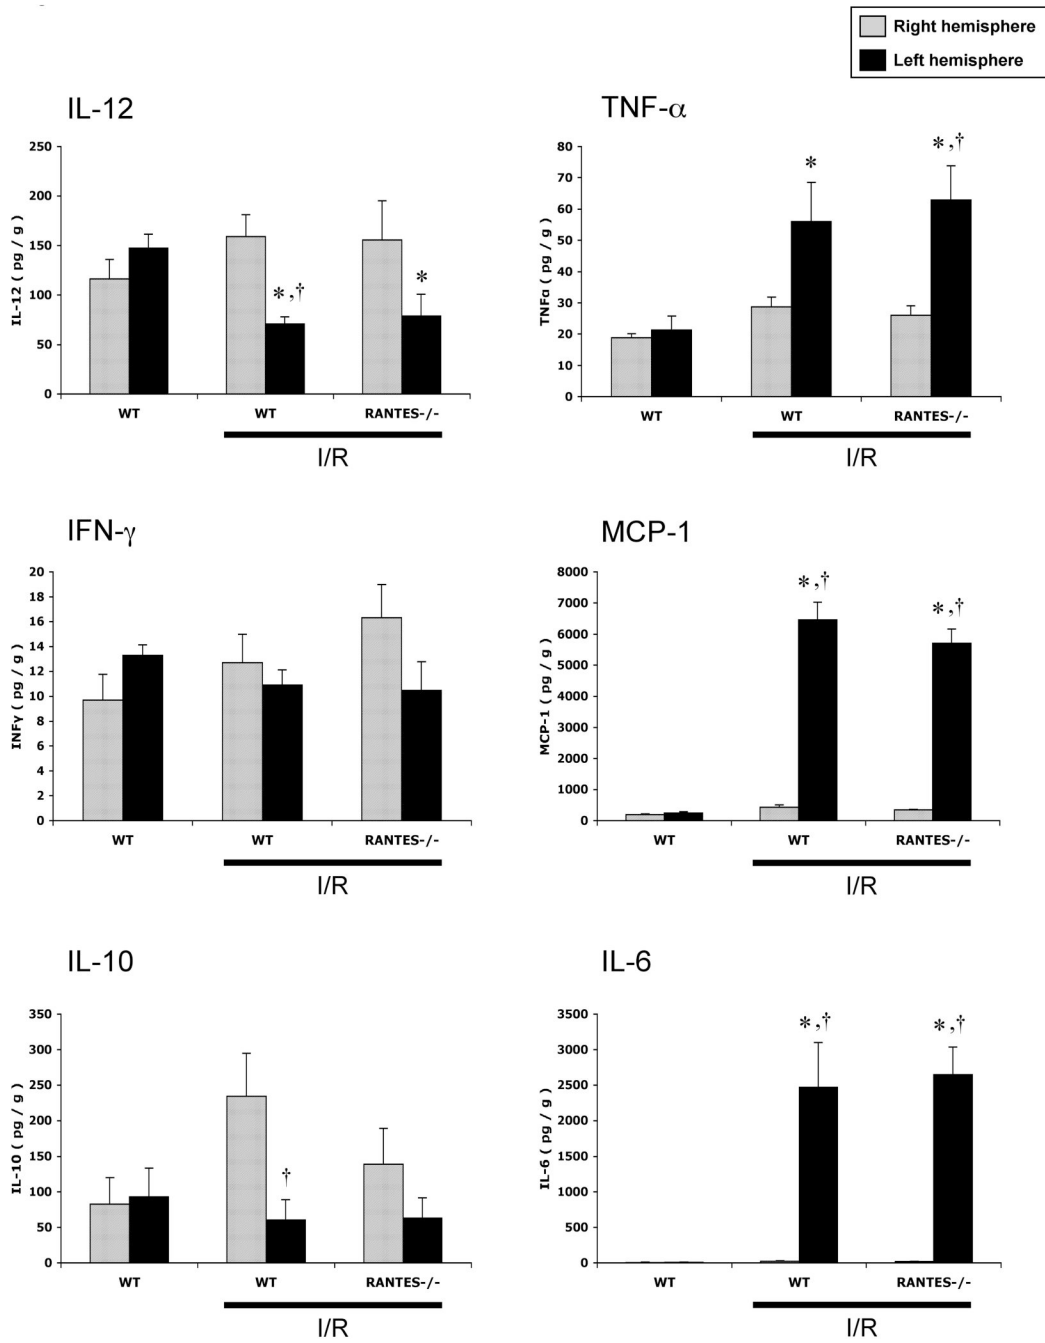 Right hemisphere
Left hemisphere
IL-12
250
200
150
100
50
0
IL-12 ( pg / g )
*,†
*
WT
WT
RANTES-/-
I/R
TNF-α
80
70
60
50
40
30
20
10
0
TNFα ( pg / g )
*
*,†
WT
WT
RANTES-/-
I/R
IFN-γ
20
18
16
14
12
10
8
6
4
2
0
INFγ ( pg / g )
WT
WT
RANTES-/-
I/R
MCP-1
8000
7000
6000
5000
4000
3000
2000
1000
0
MCP-1 ( pg / g )
*,†
*,†
WT
WT
RANTES-/-
I/R
IL-10
350
300
250
200
150
100
50
0
IL-10 ( pg / g )
†
WT
WT
RANTES-/-
I/R
IL-6
3500
3000
2500
2000
1500
1000
500
0
IL-6 ( pg / g )
*,†
*,†
WT
WT
RANTES-/-
I/R